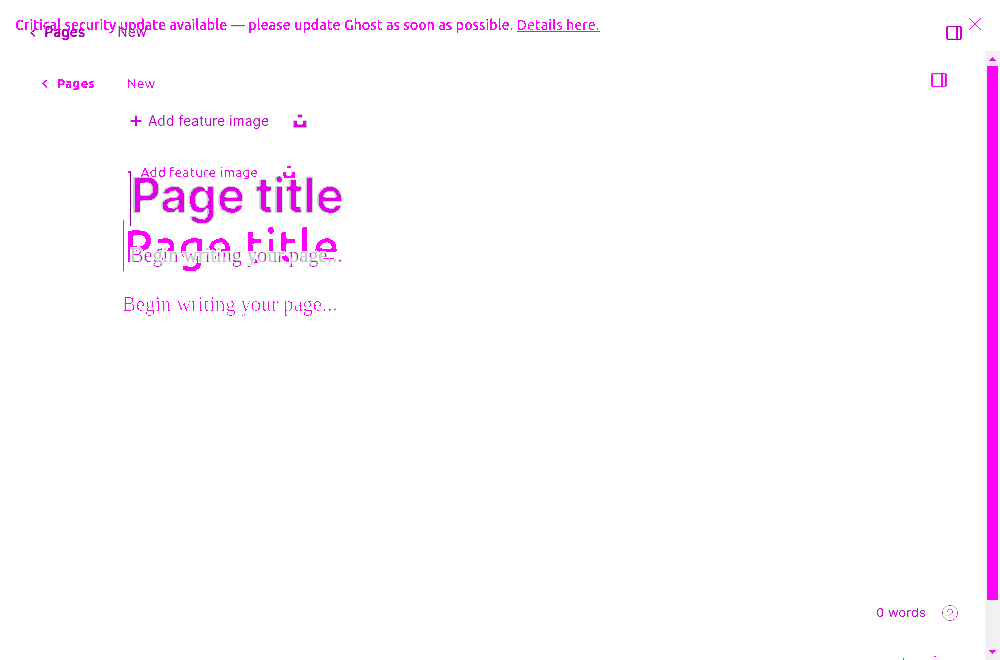 Critical security update available — please update Ghost as soon as possible. Details here.
Pages New
Pages New
+ Add feature image
Add feature image
Page title
Page title
Begin writing your page...
Begin writing your page...
0 words ?